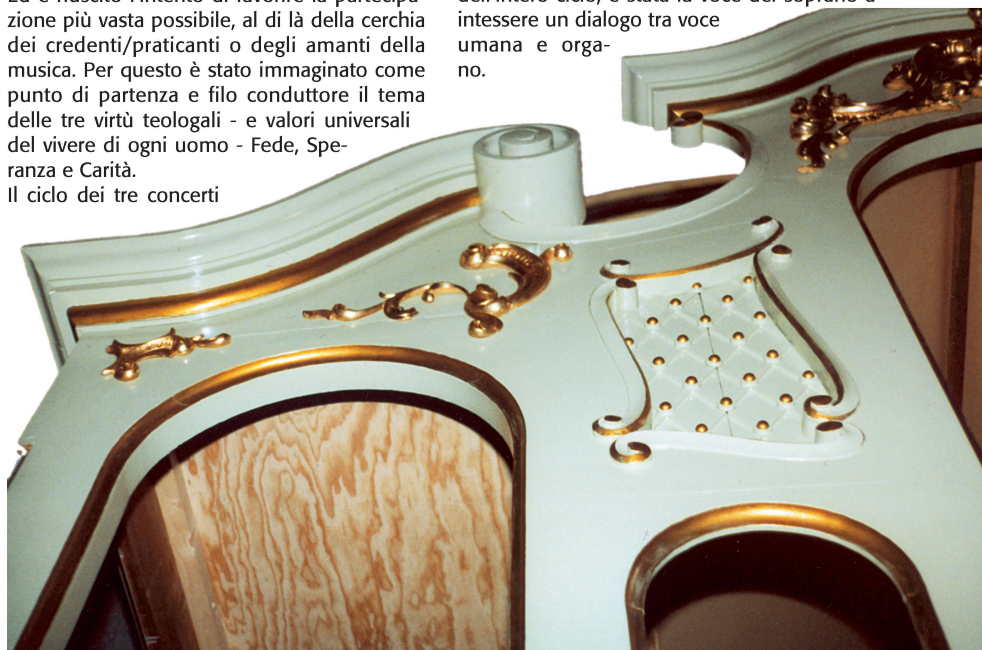 zione più vasta possibile, al di là della cerchia
dei credenti/praticanti o degli amanti della
musica. Per questo è stato immaginato come
punto di partenza e filo conduttore il tema
delle tre virtù teologali - e valori universali
del vivere di ogni uomo - Fede, Spe-
ranza e Carità.
Il ciclo dei tre concerti
intessere un dialogo tra voce
umana e orga-
no.